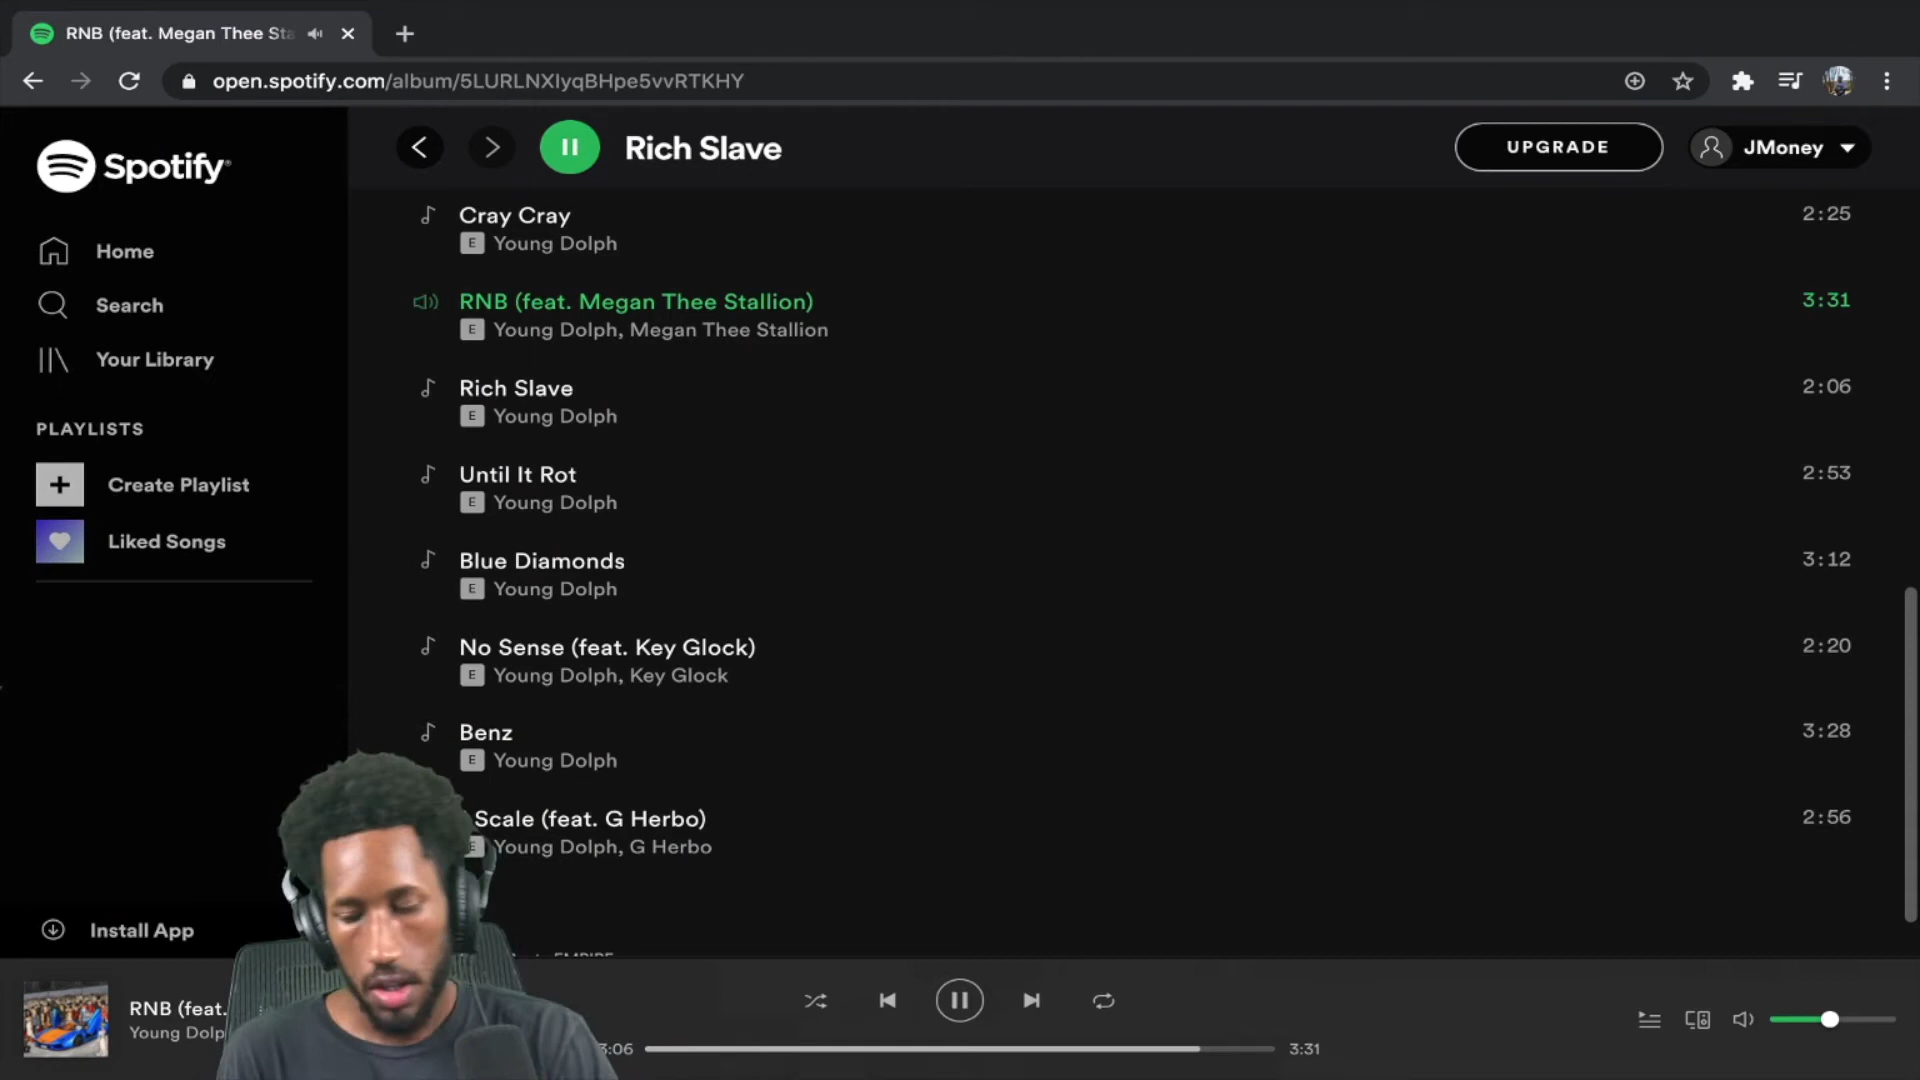 RNB (feat. Megan Thee Sta
open.spotify.com/album/5LURLNXIyqBHpe5vvRTKHY
Spotify®
Rich Slave
UPGRADE
JMoney
Home
Search
Your Library
PLAYLISTS
Create Playlist
Liked Songs
Install App
Cray Cray 2:25
E Young Dolph
RNB (feat. Megan Thee Stallion) 3:31
E Young Dolph, Megan Thee Stallion
Rich Slave 2:06
E Young Dolph
Until It Rot 2:53
E Young Dolph
Blue Diamonds 3:12
E Young Dolph
No Sense (feat. Key Glock) 2:20
E Young Dolph, Key Glock
Benz 3:28
E Young Dolph
Scale (feat. G Herbo) 2:56
E Young Dolph, G Herbo
EMPIRE
RNB (feat.
Young Dolp
3:06
3:31